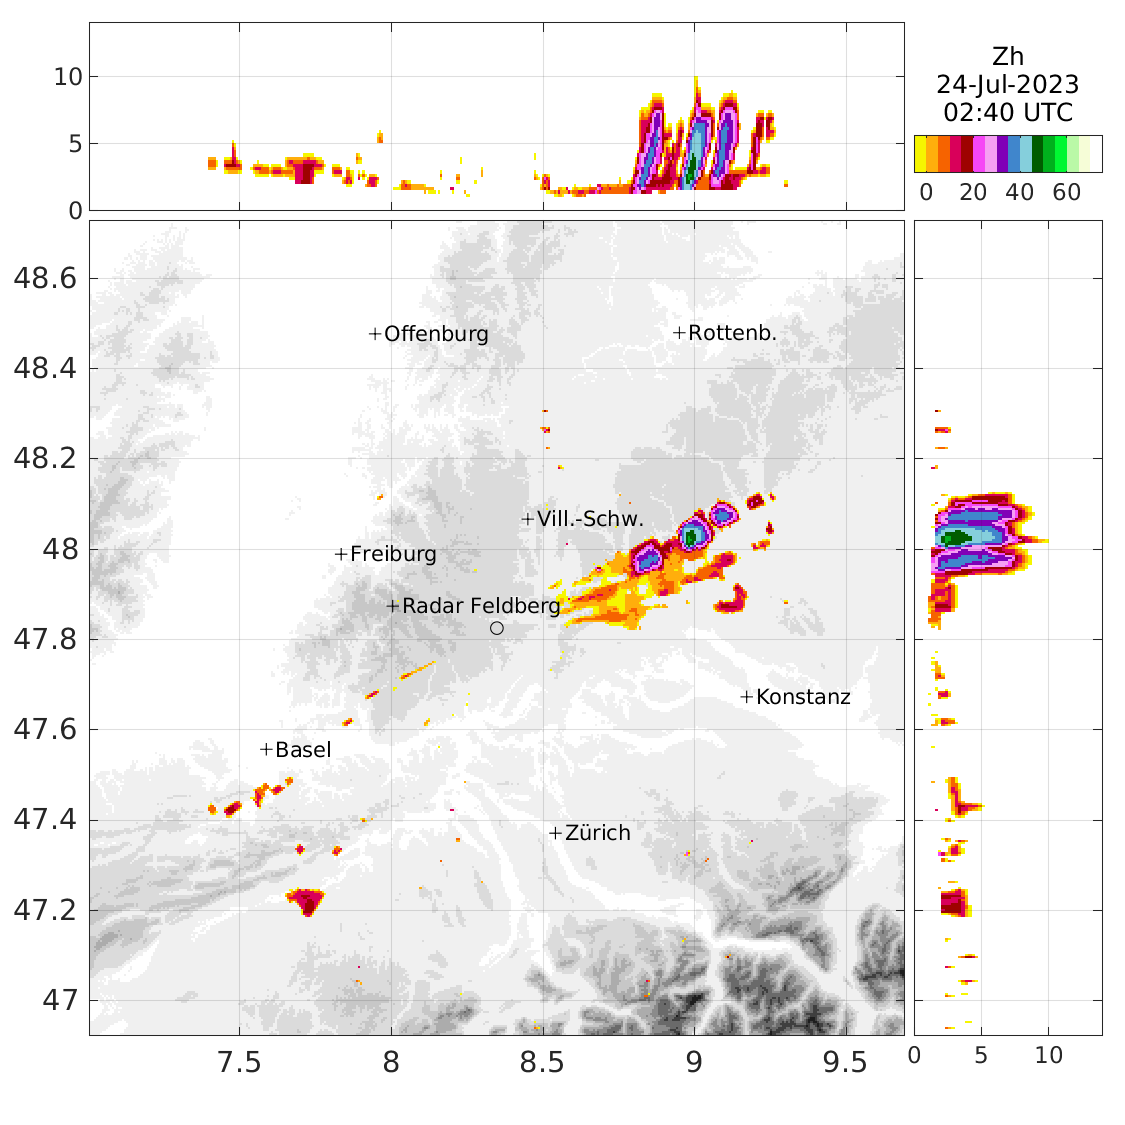 10
5
0
Zh
24-Jul-2023
02:40 UTC
0 20 40 60
48.6
48.4
48.2
48
47.8
47.6
47.4
47.2
47
+Offenburg
+Rottenb.
+Vill.-Schw.
+Freiburg
+Radar Feldberg
+Konstanz
+Basel
+Zürich
7.5 8 8.5 9 9.5
0 5 10